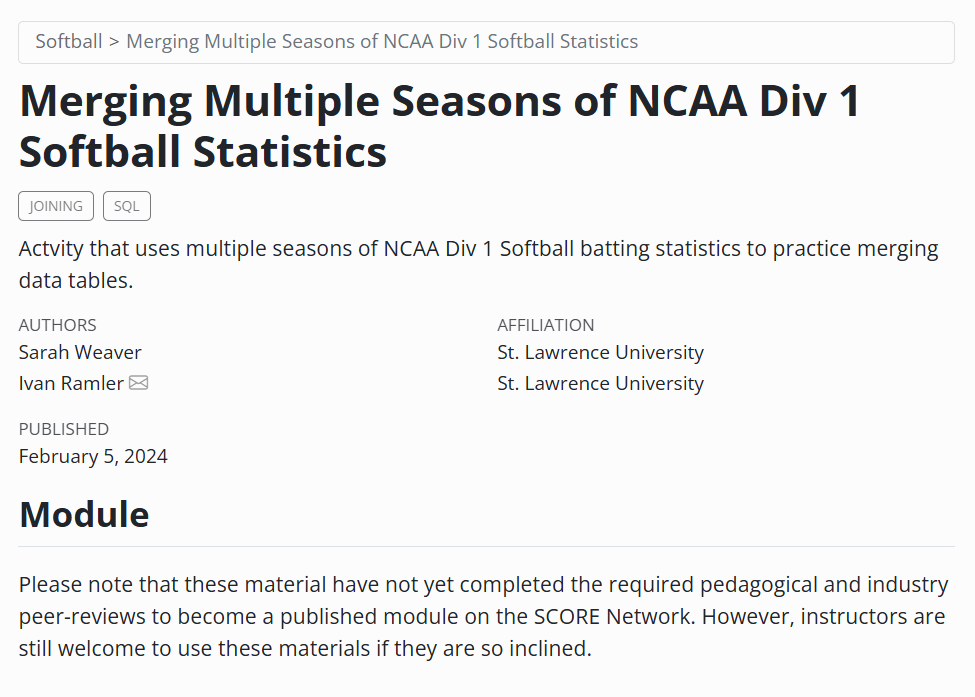 Softball > Merging Multiple Seasons of NCAA Div 1 Softball Statistics
Merging Multiple Seasons of NCAA Div 1
Softball Statistics
JOINING SQL
Actvity that uses multiple seasons of NCAA Div 1 Softball batting statistics to practice merging
data tables.
AUTHORS AFFILIATION
Sarah Weaver St. Lawrence University
Ivan Ramler St. Lawrence University
PUBLISHED
February 5, 2024
Module
Please note that these material have not yet completed the required pedagogical and industry
peer-reviews to become a published module on the SCORE Network. However, instructors are
still welcome to use these materials if they are so inclined.